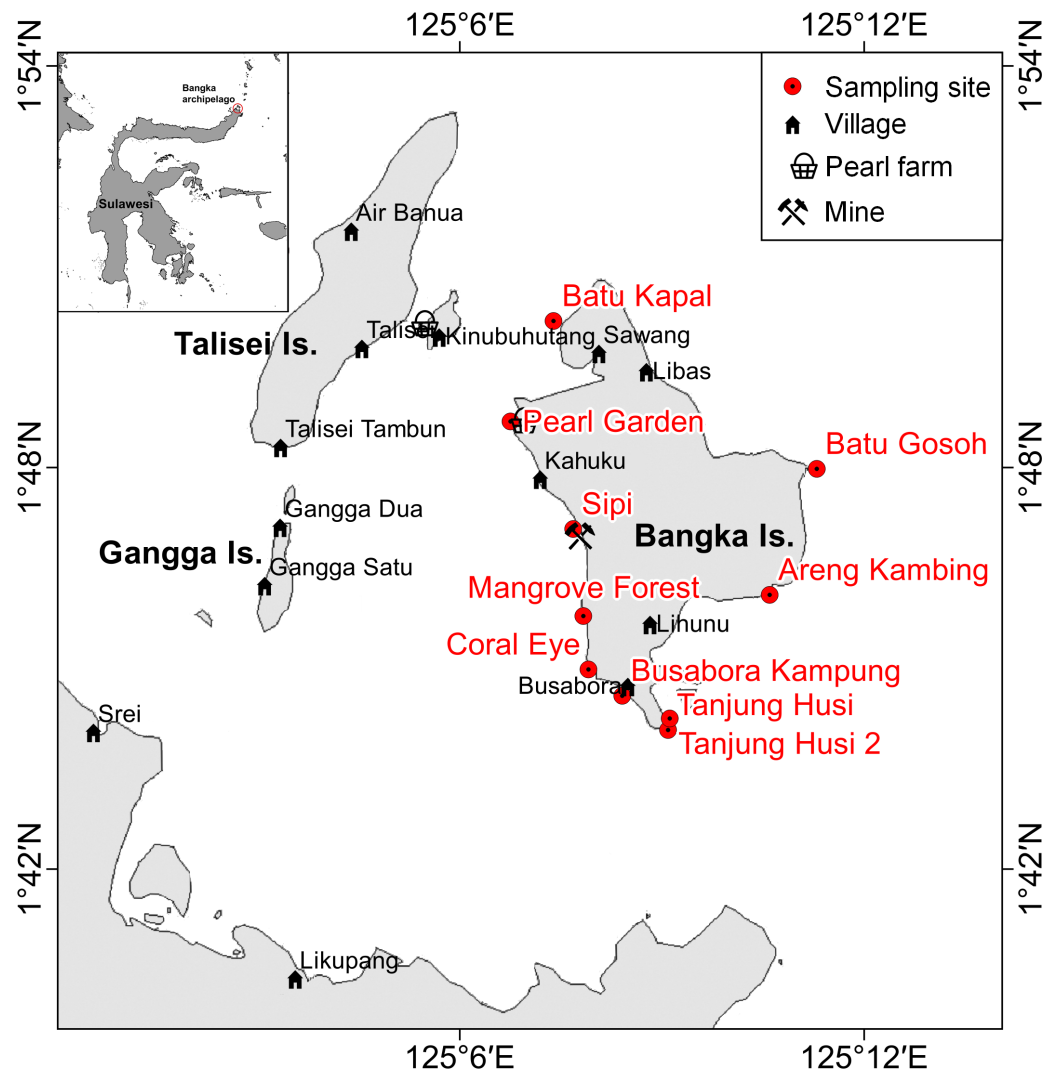 125°6′E
125°12′E
1°54′N
1°54′N
Bangka
archipelago
Sulawesi
Sampling site
Village
Pearl farm
Mine
Air Banua
Batu Kapal
Talisei Is.
Talisei
Kinubuhutang
Sawang
Libas
Pearl Garden
Talisei Tambun
Batu Gosoh
1°48′N
1°48′N
Kahuku
Gangga Dua
Sipi
Gangga Is.
Bangka Is.
Gangga Satu
Areng Kambing
Mangrove Forest
Lihunu
Coral Eye
Busabora Kampung
Busabora
Tanjung Husi
Srei
Tanjung Husi 2
1°42′N
1°42′N
Likupang
125°6′E
125°12′E